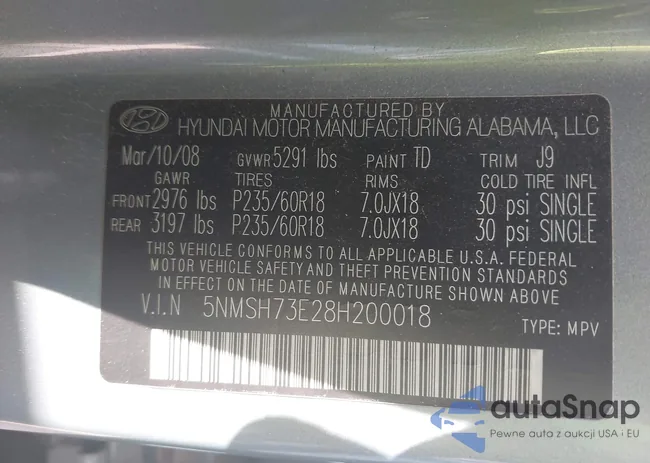 MANUFACTURED BY
HYUNDAI MOTOR MANUFACTURING ALABAMA, LLC
Mar/10/08 GVWR 5291 lbs PAINT TD TRIM J9
GAWR TIRES RIMS COLD TIRE INFL
FRONT 2976 lbs P235/60R18 7.0JX18 30 psi SINGLE
REAR 3197 lbs P235/60R18 7.0JX18 30 psi SINGLE
THIS VEHICLE CONFORMS TO ALL APPLICABLE U.S.A. FEDERAL
MOTOR VEHICLE SAFETY AND THEFT PREVENTION STANDARDS
IN EFFECT ON THE DATE OF MANUFACTURE SHOWN ABOVE
V.I.N 5NMSH73E28H200018
TYPE: MPV
autaSnap
Pewne auta z aukcji USA i EU